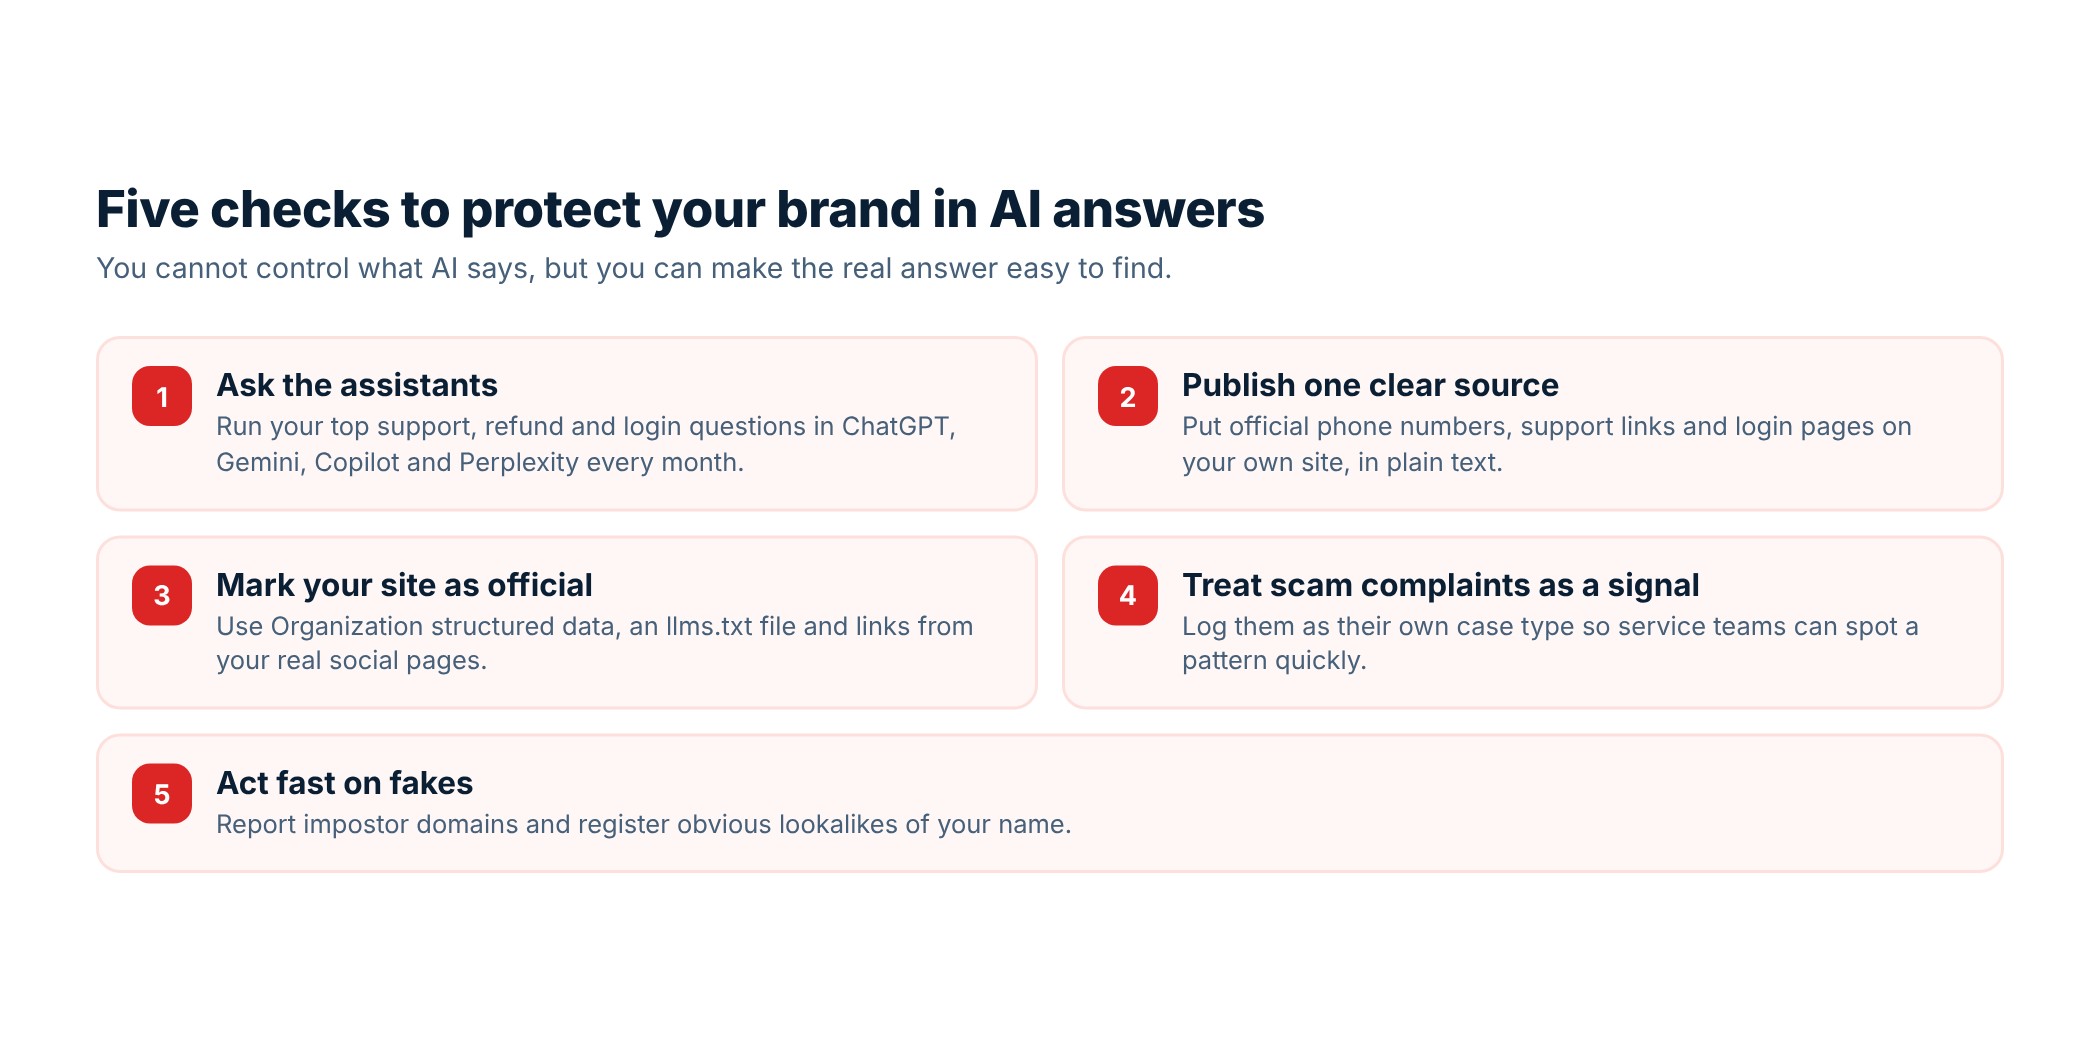 Five checks to protect your brand in AI answers
You cannot control what AI says, but you can make the real answer easy to find.
1
Ask the assistants
Run your top support, refund and login questions in ChatGPT,
Gemini, Copilot and Perplexity every month.
2
Publish one clear source
Put official phone numbers, support links and login pages on
your own site, in plain text.
3
Mark your site as official
Use Organization structured data, an llms.txt file and links from
your real social pages.
4
Treat scam complaints as a signal
Log them as their own case type so service teams can spot a
pattern quickly.
5
Act fast on fakes
Report impostor domains and register obvious lookalikes of your name.